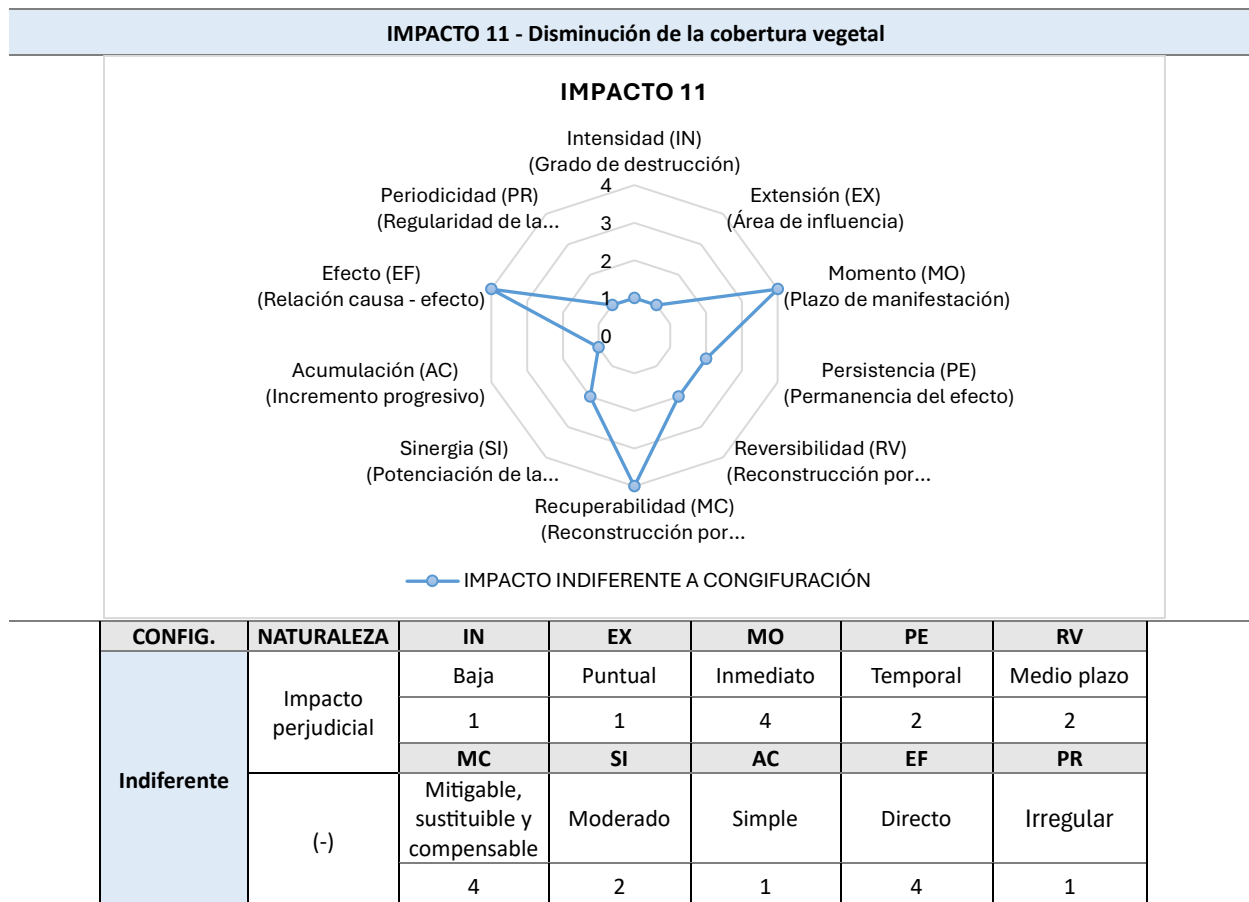 IMPACTO 11 - Disminución de la cobertura vegetal
IMPACTO 11
Intensidad (IN)
(Grado de destrucción)
Periodicidad (PR)
(Regularidad de la...
Extensión (EX)
(Área de influencia)
4
3
2
1
0
Efecto (EF)
(Relación causa - efecto)
Momento (MO)
(Plazo de manifestación)
Acumulación (AC)
(Incremento progresivo)
Persistencia (PE)
(Permanencia del efecto)
Sinergia (SI)
(Potenciación de la...
Reversibilidad (RV)
(Reconstrucción por...
Recuperabilidad (MC)
(Reconstrucción por...
IMPACTO INDIFERENTE A CONGIFURACIÓN
CONFIG. NATURALEZA IN EX MO PE RV
Indiferente
Impacto
perjudicial
Baja Puntual Inmediato Temporal Medio plazo
1 1 4 2 2
MC SI AC EF PR
(-)
Mitigable,
sustituible y
compensable
Moderado Simple Directo Irregular
4 2 1 4 1